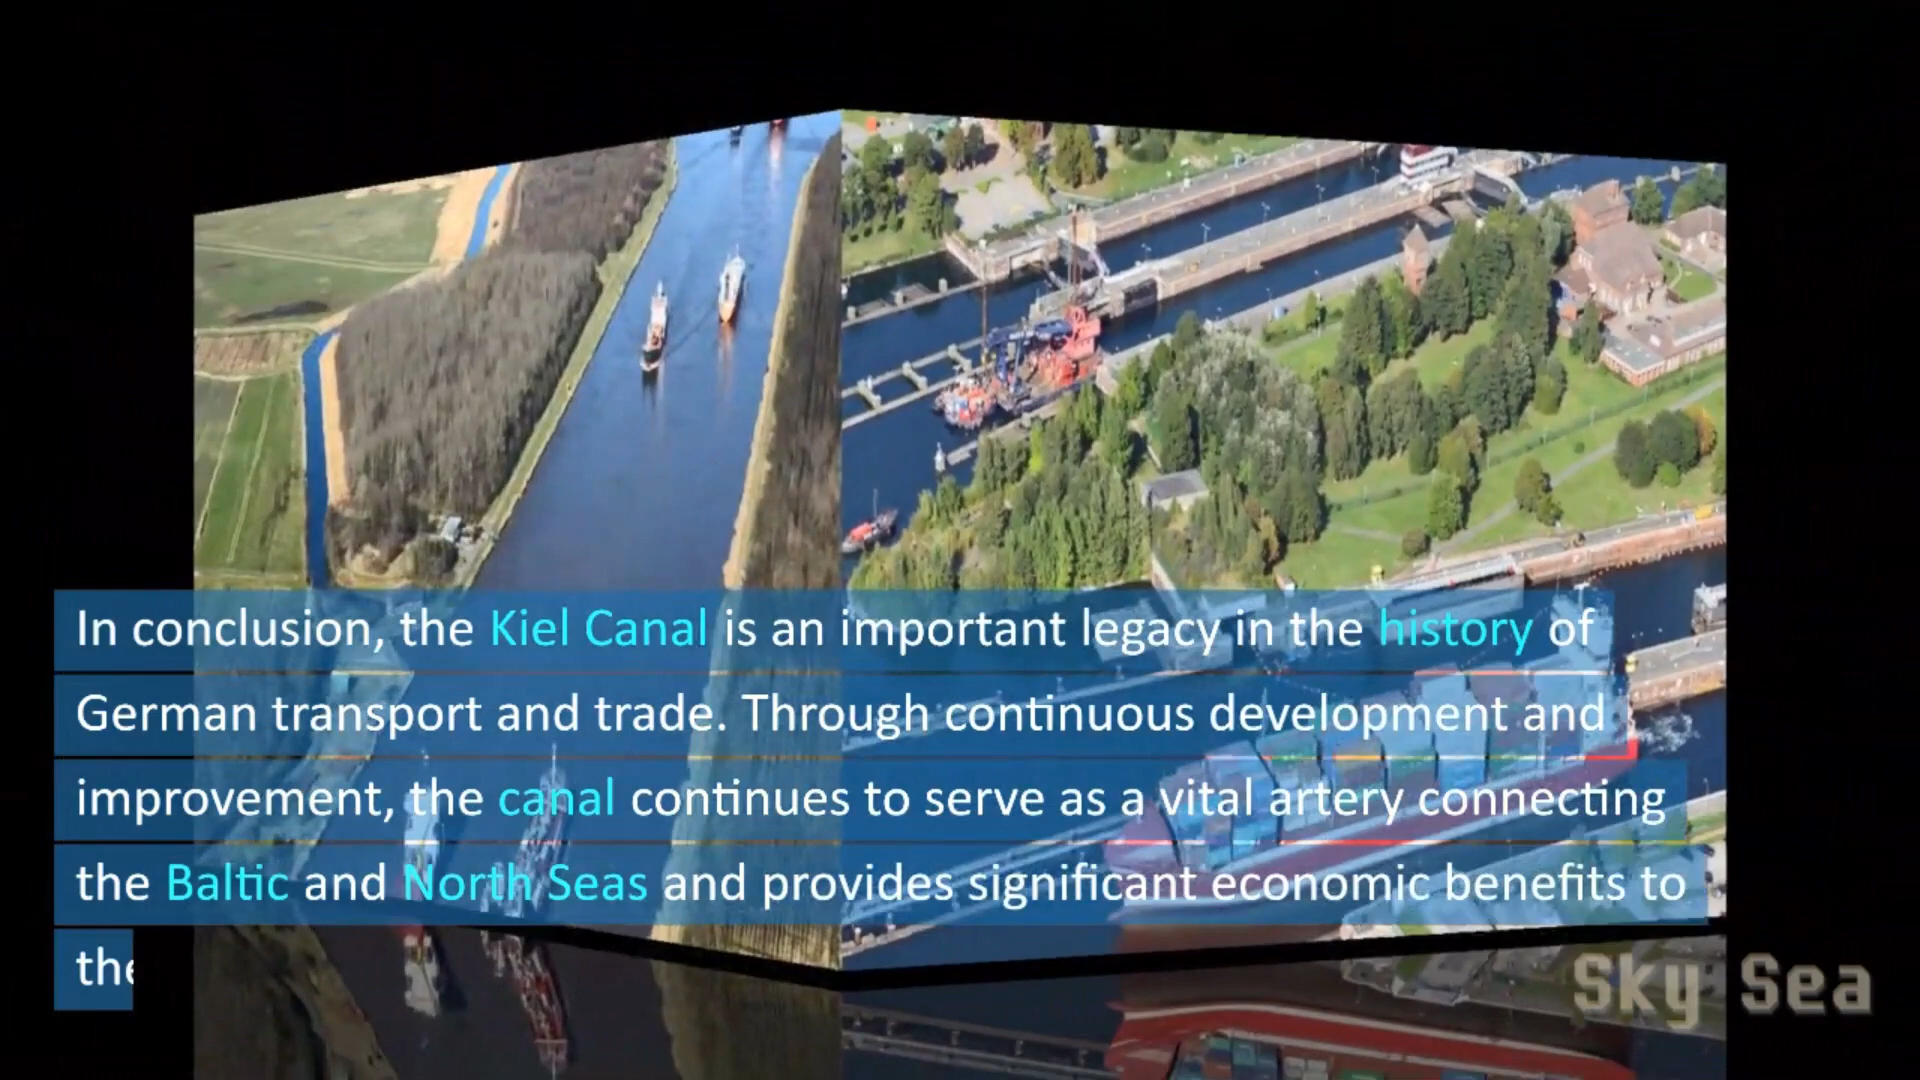 In conclusion, the Kiel Canal is an important legacy in the history of
German transport and trade. Through continuous development and
improvement, the canal continues to serve as a vital artery connecting
the Baltic and North Seas and provides significant economic benefits to
the
Sky Sea